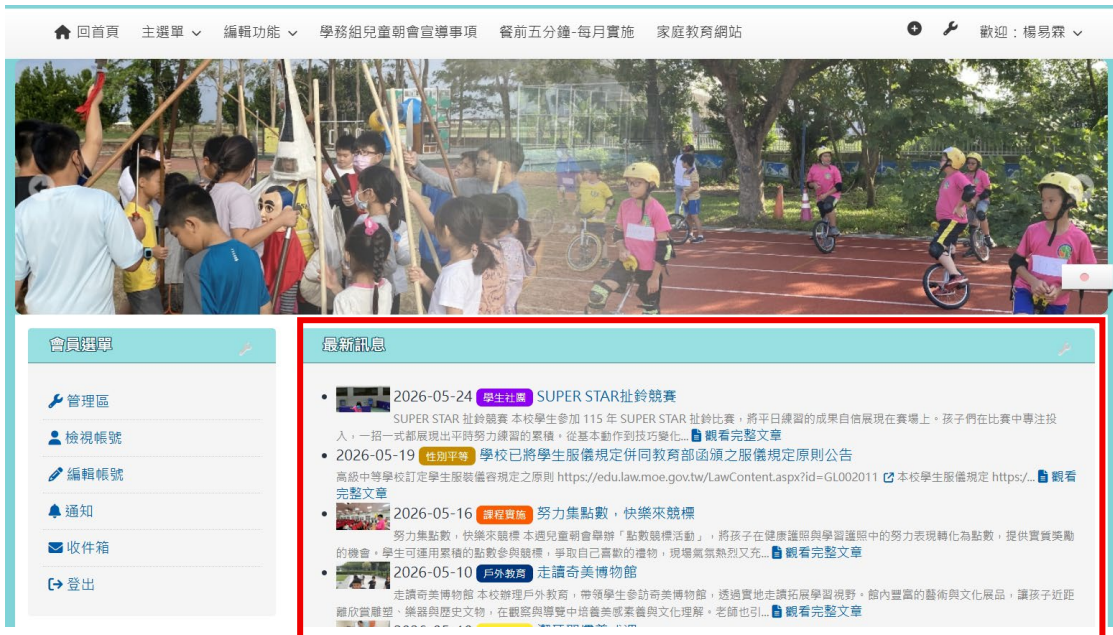 回首頁 主選單 編輯功能 學務組兒童朝會宣導事項 餐前五分鐘-每月實施 家庭教育網站 歡迎：楊易霖
會員選單
管理區
檢視帳號
編輯帳號
通知
收件箱
登出
最新訊息
2026-05-24 學生社團 SUPER STAR扯鈴競賽
SUPER STAR 扯鈴競賽 本校學生參加 115 年 SUPER STAR 扯鈴比賽，將平日練習的成果自信展現在賽場上。孩子們在比賽中專注投
入，一招一式都展現出平時努力練習的累積。從基本動作到技巧變化... 觀看完整文章
2026-05-19 性別平等 學校已將學生服儀規定併同教育部函頒之服儀規定原則公告
高級中等學校訂定學生服裝儀容規定之原則 https://edu.law.moe.gov.tw/LawContent.aspx?id=GL002011 本校學生服儀規定 https:/... 觀看
完整文章
2026-05-16 課程實施 努力集點數，快樂來競標
努力集點數，快樂來競標 本週兒童朝會舉辦「點數競標活動」，將孩子在健康護照與學習護照中的努力表現轉化為點數，提供實質獎勵
的機會。學生可運用累積的點數參與競標，爭取自己喜歡的禮物，現場氣氛熱烈又充... 觀看完整文章
2026-05-10 戶外教育 走讀奇美博物館
走讀奇美博物館 本校辦理戶外教育，帶領學生參訪奇美博物館，透過實地走讀拓展學習視野。館內豐富的藝術與文化展品，讓孩子近距
離欣賞雕塑、樂器與歷史文物，在觀察與導覽中培養美感素養與文化理解。老師也引... 觀看完整文章